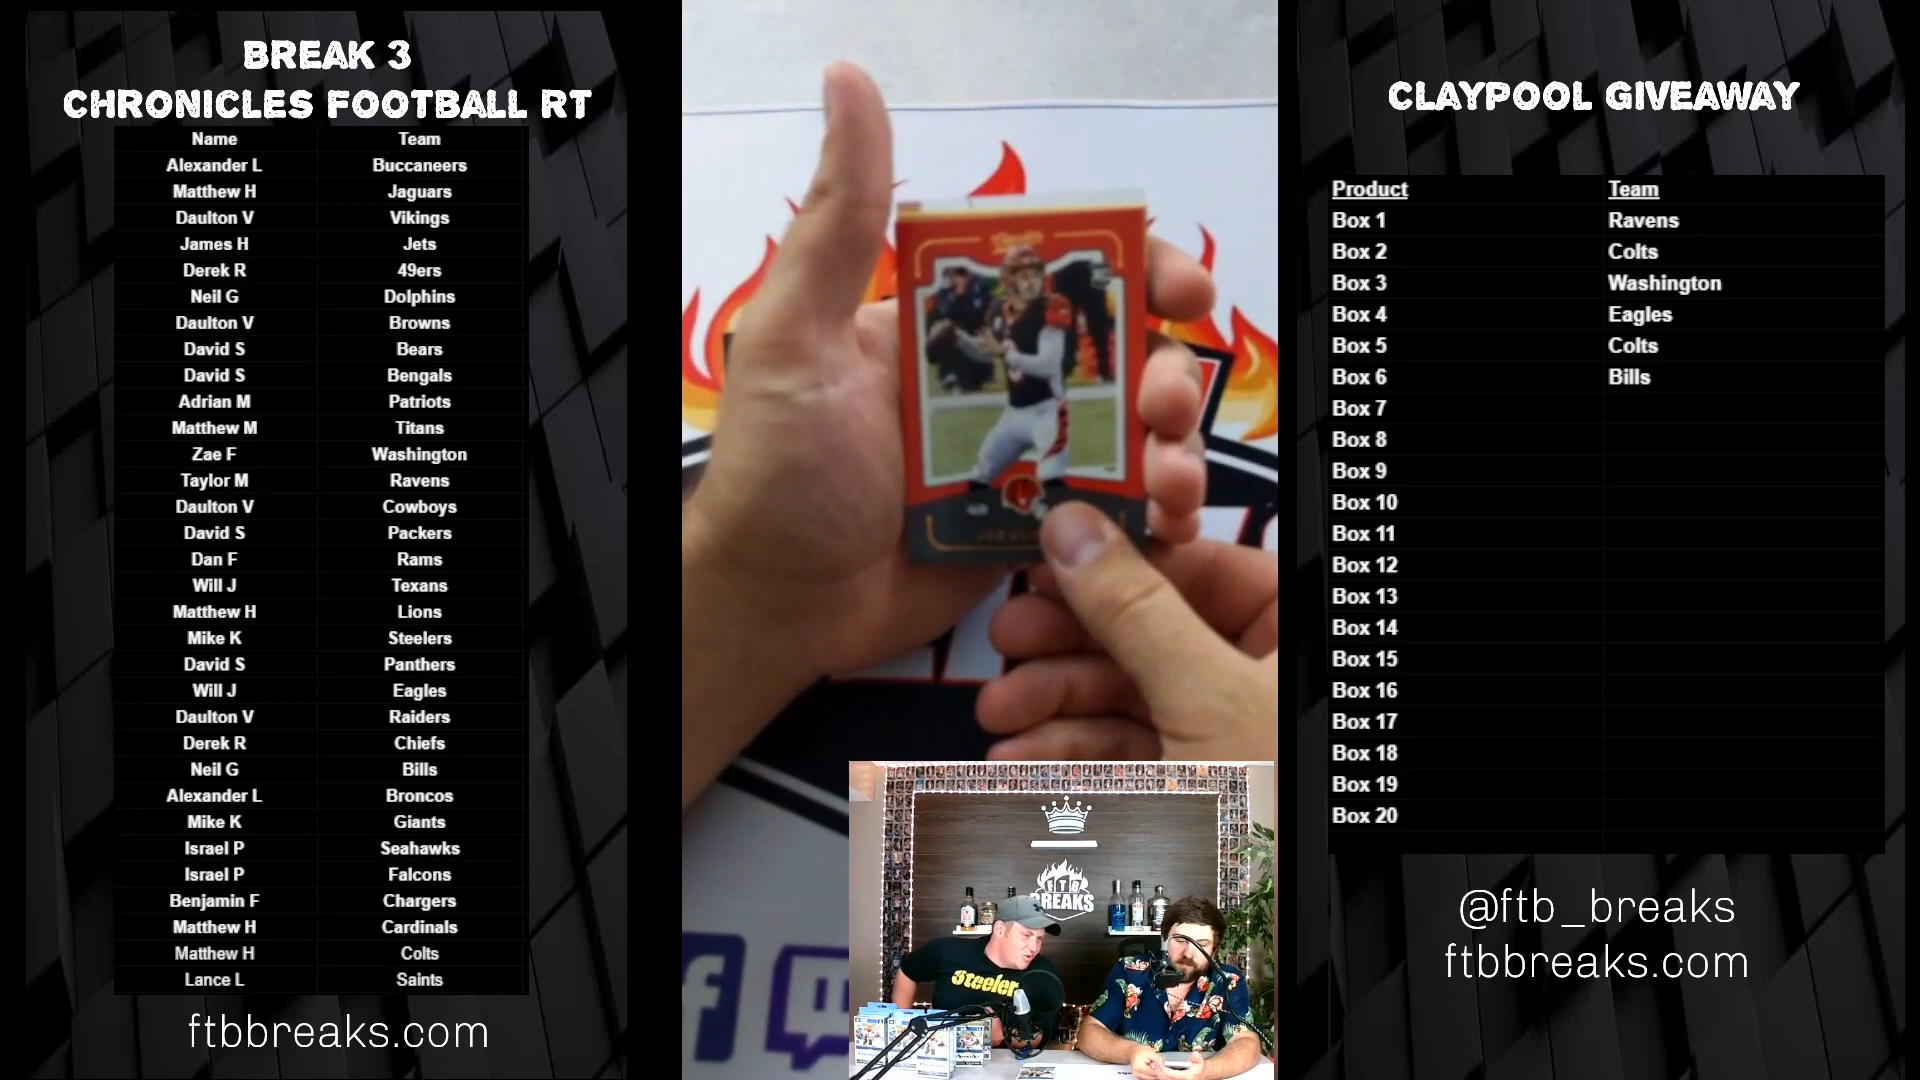 BREAK 3
CHRONICLES FOOTBALL RT
Name Team
Alexander L Buccaneers
Matthew H Jaguars
Daulton V Vikings
James H Jets
Derek R 49ers
Neil G Dolphins
Daulton V Browns
David S Bears
David S Bengals
Adrian M Patriots
Matthew M Titans
Zae F Washington
Taylor M Ravens
Daulton V Cowboys
David S Packers
Dan F Rams
Will J Texans
Matthew H Lions
Mike K Steelers
David S Panthers
Will J Eagles
Daulton V Raiders
Derek R Chiefs
Neil G Bills
Alexander L Broncos
Mike K Giants
Israel P Seahawks
Israel P Falcons
Benjamin F Chargers
Matthew H Cardinals
Matthew H Colts
Lance L Saints
ftbbreaks.com
FTB
BREAKS
Steeler
CLAYPOOL GIVEAWAY
Product Team
Box 1 Ravens
Box 2 Colts
Box 3 Washington
Box 4 Eagles
Box 5 Colts
Box 6 Bills
Box 7
Box 8
Box 9
Box 10
Box 11
Box 12
Box 13
Box 14
Box 15
Box 16
Box 17
Box 18
Box 19
Box 20
@ftb_breaks
ftbbreaks.com